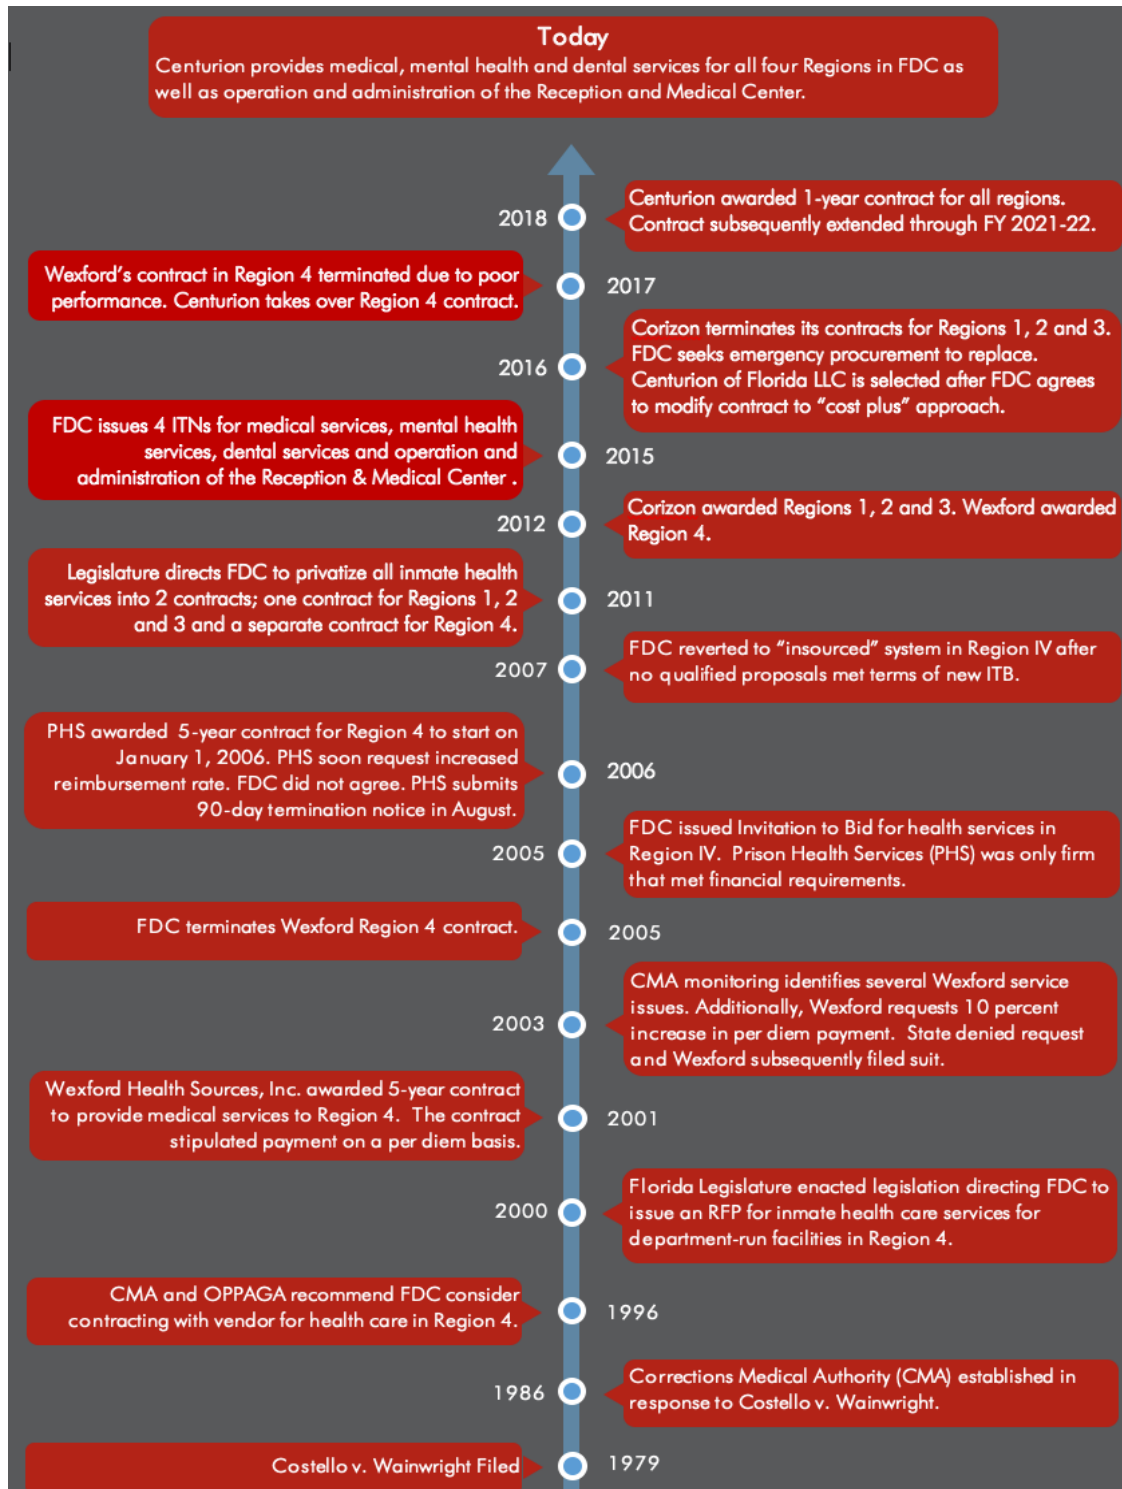 Today
Centurion provides medical, mental health and dental services for all four Regions in FDC as
well as operation and administration of the Reception and Medical Center.
2018
Centurion awarded 1-year contract for all regions.
Contract subsequently extended through FY 2021-22.
Wexford's contract in Region 4 terminated due to poor
performance. Centurion takes over Region 4 contract.
2017
2016
Corizon terminates its contracts for Regions 1, 2 and 3.
FDC seeks emergency procurement to replace.
Centurion of Florida LLC is selected after FDC agrees
to modify contract to “cost plus” approach.
FDC issues 4 ITNs for medical services, mental health
services, dental services and operation and
administration of the Reception & Medical Center .
2015
2012
Corizon awarded Regions 1, 2 and 3. Wexford awarded
Region 4.
Legislature directs FDC to privatize all inmate health
services into 2 contracts; one contract for Regions 1, 2
and 3 and a separate contract for Region 4.
2011
2007
FDC reverted to “insourced” system in Region IV after
no qualified proposals met terms of new ITB.
PHS awarded 5-year contract for Region 4 to start on
January 1, 2006. PHS soon request increased
reimbursement rate. FDC did not agree. PHS submits
90-day termination notice in August.
2006
2005
FDC issued Invitation to Bid for health services in
Region IV. Prison Health Services (PHS) was only firm
that met financial requirements.
FDC terminates Wexford Region 4 contract.
2005
2003
CMA monitoring identifies several Wexford service
issues. Additionally, Wexford requests 10 percent
increase in per diem payment. State denied request
and Wexford subsequently filed suit.
Wexford Health Sources, Inc. awarded 5-year contract
to provide medical services to Region 4. The contract
stipulated payment on a per diem basis.
2001
2000
Florida Legislature enacted legislation directing FDC to
issue an RFP for inmate health care services for
department-run facilities in Region 4.
CMA and OPPAGA recommend FDC consider
contracting with vendor for health care in Region 4.
1996
1986
Corrections Medical Authority (CMA) established in
response to Costello v. Wainwright.
Costello v. Wainwright Filed
1979